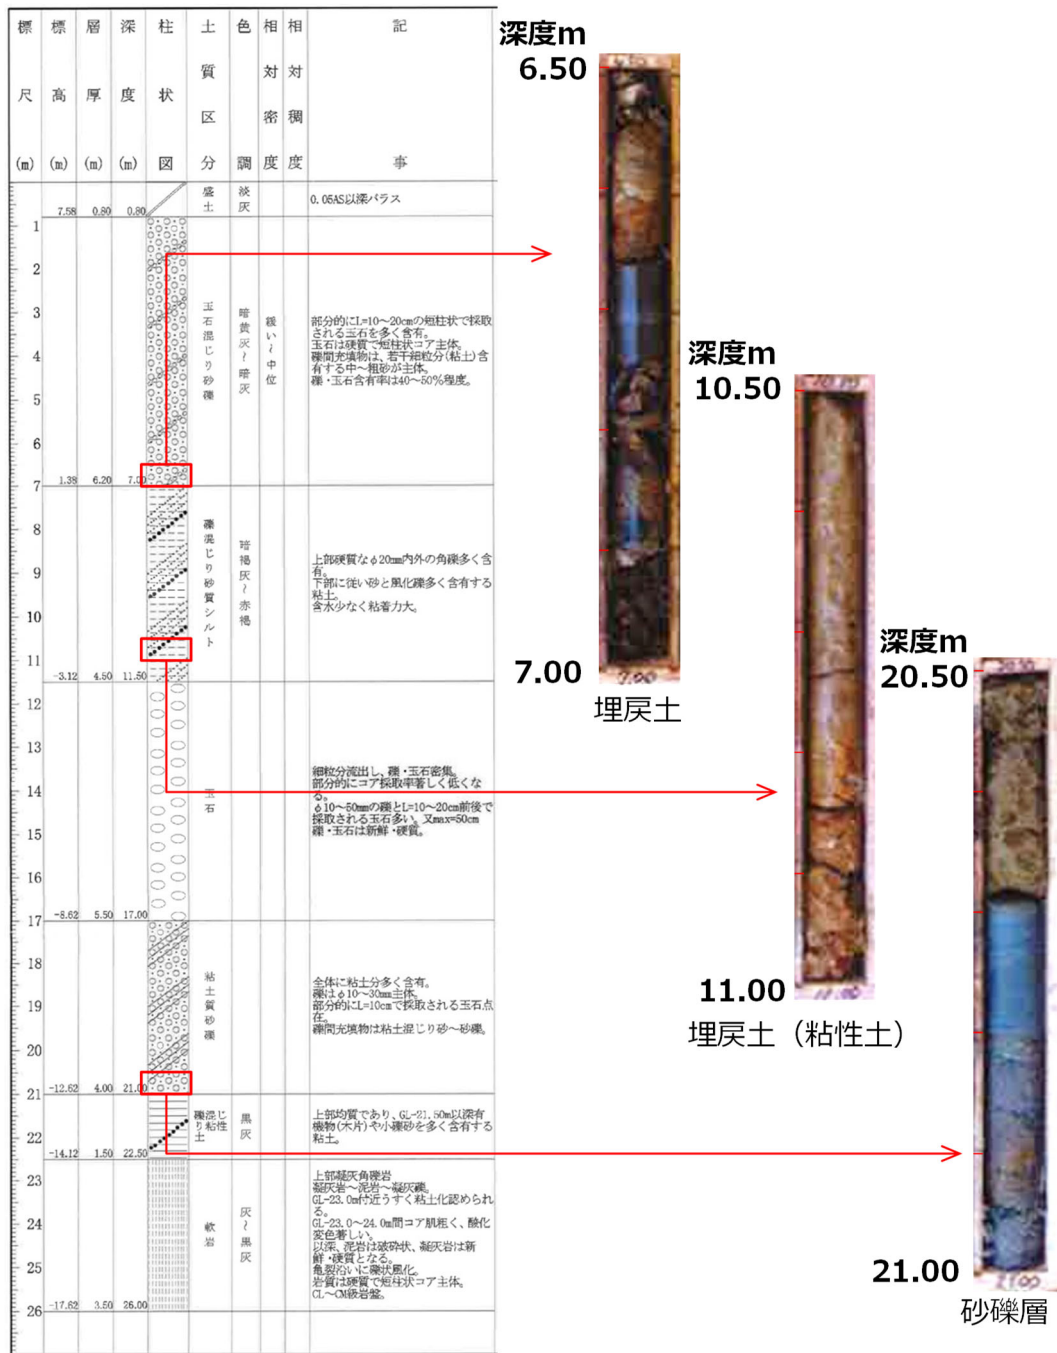 標尺(m) 標高(m) 層厚(m) 深度(m) 柱状図 土質区分 色調 相対密度 相対稠度 記事
7.58 0.80 0.80 盛土 淡灰 0.05AS以深バラス
1
2
3
4
5
6
7
玉石混じり砂礫 暗黄灰～暗灰 緩い～中位
部分的にL=10～20cmの短柱状で採取
される玉石を多く含有。
玉石は硬質で短柱状コア主体。
礫間充填物は、若干細粒分(粘土)含
有する中～粗砂が主体。
礫・玉石含有率は40～50%程度。
1.38 6.20 7.00
8
9
10
11
礫混じり砂質シルト 暗褐灰～赤褐
上部硬質なφ20mm内外の角礫多く含
有。
下部に従い砂と風化礫多く含有する
粘土。
含水少なく粘着力大。
-3.12 4.50 11.50
12
13
14
15
16
17
玉石
細粒分流出し、礫・玉石密集。
部分的にコア採取率著しく低くな
る。
φ10～50mmの礫とL=10～20cm前後で
採取される玉石多い。又max=50cm
礫・玉石は新鮮・硬質。
-8.62 5.50 17.00
18
19
20
21
粘土質砂礫
全体に粘土分多く含有。
礫はφ10～30mm主体。
部分的にL=10cmで採取される玉石点
在。
礫間充填物は粘土混じり砂～砂礫。
-12.62 4.00 21.00
22
礫混じり粘性土 黒灰
上部均質であり、GL-21.50m以深有
機物(木片)や小礫砂を多く含有する
粘土。
-14.12 1.50 22.50
23
24
25
26
軟岩 灰～黒灰
上部凝灰角礫岩
凝灰岩～泥岩～凝灰礫。
GL-23.0m付近うすく粘土化認められ
る。
GL-23.0～24.0m間コア肌粗く、酸化
変色著しい。
以深、泥岩は破砕状、凝灰岩は新
鮮・硬質となる。
亀裂沿いに礫状風化。
岩質は硬質で短柱状コア主体。
CL～CM級岩盤。
-17.62 3.50 26.00
深度m
6.50
7.00
7.00
埋戻土
深度m
10.50
11.00
11.00
埋戻土（粘性土）
深度m
20.50
21.00
21.00
砂礫層